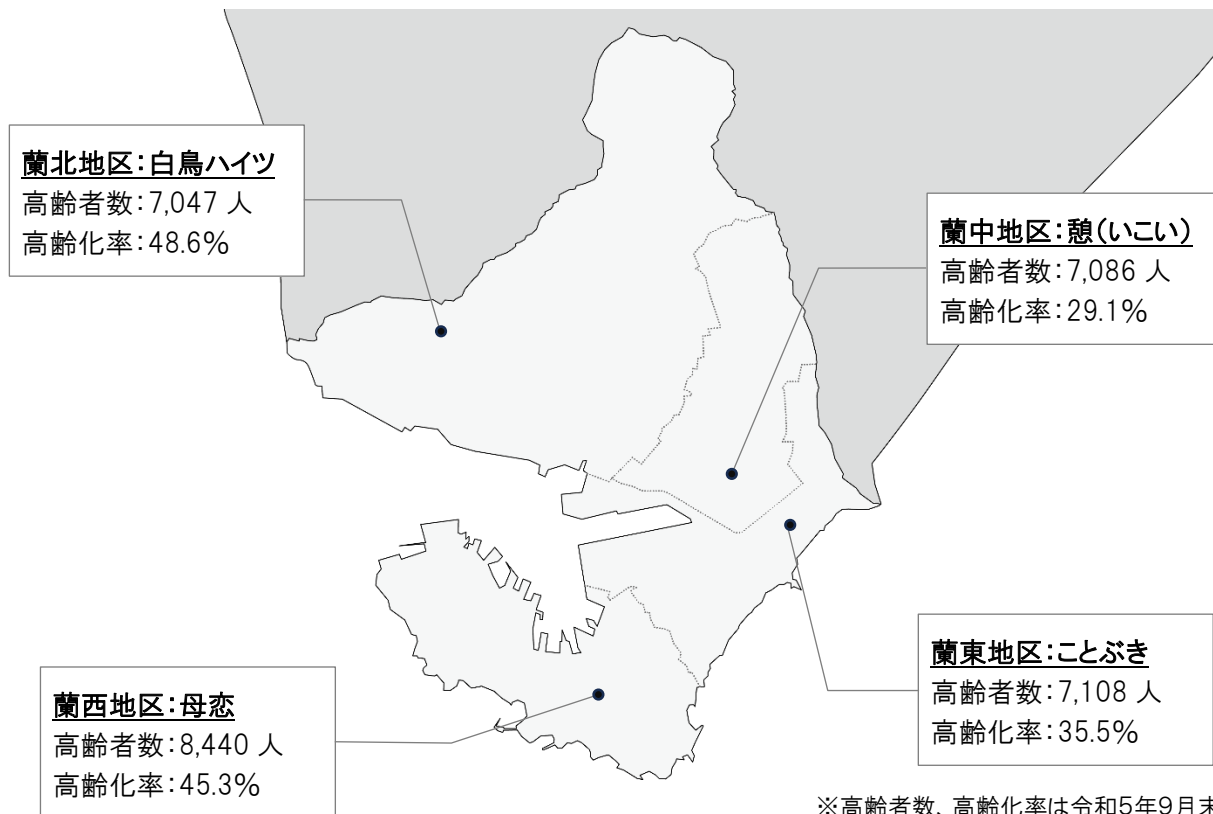 蘭北地区：白鳥ハイツ
高齢者数：7,047 人
高齢化率：48.6%
蘭中地区：憩(いこい)
高齢者数：7,086 人
高齢化率：29.1%
蘭東地区：ことぶき
高齢者数：7,108 人
高齢化率：35.5%
蘭西地区：母恋
高齢者数：8,440 人
高齢化率：45.3%
※高齢者数、高齢化率は令和5年9月末